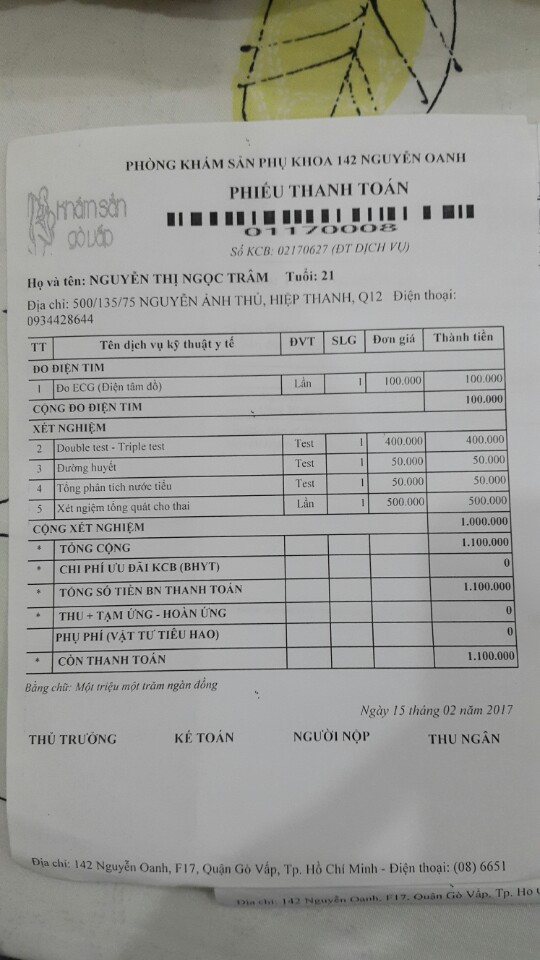 PHÒNG KHÁM SẢN PHỤ KHOA 142 NGUYỄN OANH
PHIẾU THANH TOÁN
khám sản
gò vấp
01170008
Số KCB: 02170627 (ĐT DỊCH VỤ)
Họ và tên: NGUYỄN THỊ NGỌC TRÂM Tuổi: 21
Địa chỉ: 500/135/75 NGUYỄN ẢNH THỦ, HIỆP THANH, Q12 Điện thoại:
0934428644
TT Tên dịch vụ kỹ thuật y tế ĐVT SLG Đơn giá Thành tiền
ĐO ĐIỆN TIM
1 Đo ECG (Điện tâm đồ) Lần 1 100.000 100.000
CỘNG ĐO ĐIỆN TIM 100.000
XÉT NGHIỆM
2 Double test - Triple test Test 1 400.000 400.000
3 Đường huyết Test 1 50.000 50.000
4 Tổng phân tích nước tiểu Test 1 50.000 50.000
5 Xét ngiệm tổng quát cho thai Lần 1 500.000 500.000
CỘNG XÉT NGHIỆM 1.000.000
* TỔNG CỘNG 1.100.000
* CHI PHÍ ƯU ĐÃI KCB (BHYT) 0
* TỔNG SỐ TIỀN BN THANH TOÁN 1.100.000
* THU + TẠM ỨNG - HOÀN ỨNG 0
PHỤ PHÍ (VẬT TƯ TIÊU HAO) 0
* CÒN THANH TOÁN 1.100.000
Bằng chữ: Một triệu một trăm ngàn đồng
Ngày 15 tháng 02 năm 2017
THỦ TRƯỞNG KẾ TOÁN NGƯỜI NỘP THU NGÂN
Địa chỉ: 142 Nguyễn Oanh, F17, Quận Gò Vấp, Tp. Hồ Chí Minh - Điện thoại: (08) 6651
Địa chỉ: 142 Nguyễn Oanh, F17, Quận Gò Vấp, Tp. Hồ